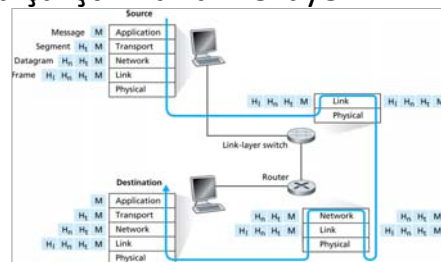 Source
Message M Application
Segment Ht M Transport
Datagram Hn Ht M Network
Frame Hl Hn Ht M Link
Physical
Hl Hn Ht M Link Hl Hn Ht M
Physical
Link-layer switch
Router
Destination
M Application
Ht M Transport
Hn Ht M Network
Hl Hn Ht M Link
Physical
Hn Ht M Network Hn Ht M
Hl Hn Ht M Link Hl Hn Ht M
Physical